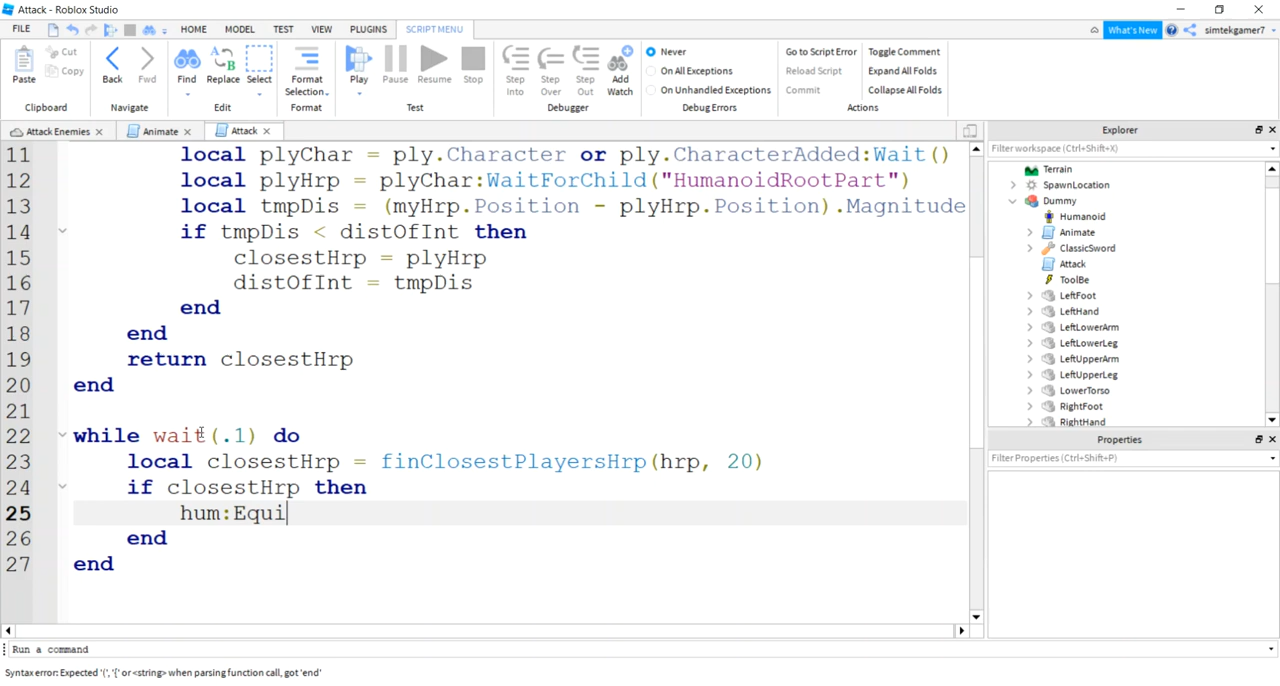 Attack - Roblox Studio
FILE HOME MODEL TEST VIEW PLUGINS SCRIPT MENU What's New simtekgamer7
Paste Cut Copy Back Fwd Find Replace Select Format Selection Play Pause Resume Stop Step Into Step Over Step Out Add Watch Never On All Exceptions On Unhandled Exceptions Go to Script Error Reload Script Commit Toggle Comment Expand All Folds Collapse All Folds
Clipboard Navigate Edit Format Test Debugger Debug Errors Actions
Attack Enemies Animate Attack
11 local plyChar = ply.Character or ply.CharacterAdded:Wait()
12 local plyHrp = plyChar:WaitForChild("HumanoidRootPart")
13 local tmpDis = (myHrp.Position - plyHrp.Position).Magnitude
14 if tmpDis < distOfInt then
15 closestHrp = plyHrp
16 distOfInt = tmpDis
17 end
18 end
19 return closestHrp
20 end
21
22 while wait(.1) do
23 local closestHrp = finClosestPlayersHrp(hrp, 20)
24 if closestHrp then
25 hum:Equi
26 end
27 end
Explorer
Filter workspace (Ctrl+Shift+X)
Terrain
SpawnLocation
Dummy
Humanoid
Animate
ClassicSword
Attack
ToolBe
LeftFoot
LeftHand
LeftLowerArm
LeftLowerLeg
LeftUpperArm
LeftUpperLeg
LowerTorso
RightFoot
RightHand
Properties
Filter Properties (Ctrl+Shift+P)
Run a command
Syntax error: Expected '(', '{' or <string> when parsing function call, got 'end'